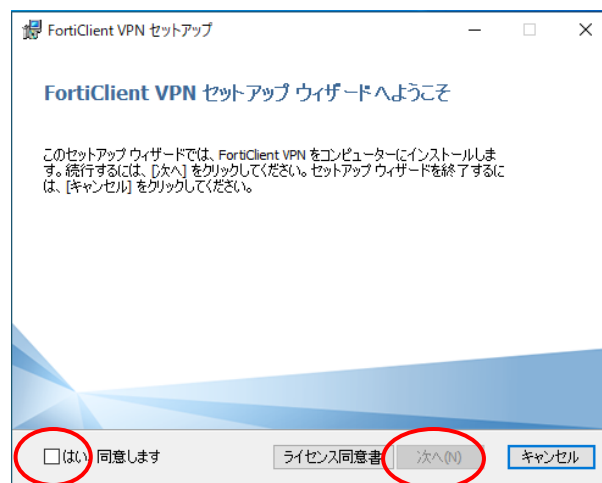 FortiClient VPN セットアップ
FortiClient VPN セットアップ ウィザードへようこそ
このセットアップ ウィザードでは、FortiClient VPN をコンピューターにインストールしま
す。続行するには、[次へ] をクリックしてください。セットアップ ウィザードを終了するに
は、[キャンセル] をクリックしてください。
はい、同意します
ライセンス同意書
次へ(N)
キャンセル